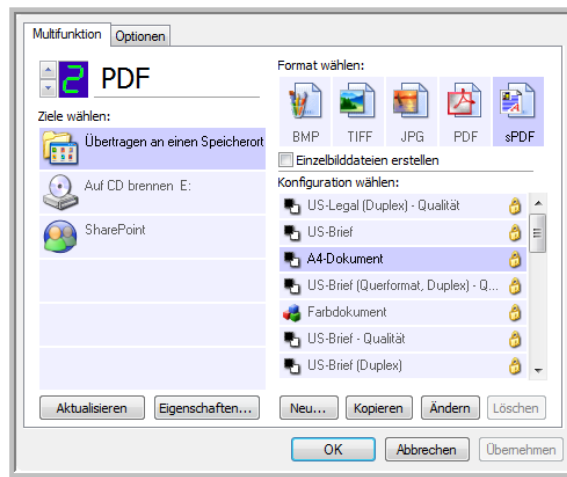 Multifunktion
Optionen
2 PDF
Ziele wählen:
Übertragen an einen Speicherort
Auf CD brennen E:
SharePoint
Aktualisieren
Eigenschaften...
Format wählen:
BMP
TIFF
JPG
PDF
sPDF
Einzelbilddateien erstellen
Konfiguration wählen:
US-Legal (Duplex) - Qualität
US-Brief
A4-Dokument
US-Brief (Querformat, Duplex) - Q...
Farbdokument
US-Brief - Qualität
US-Brief (Duplex)
Neu...
Kopieren
Ändern
Löschen
OK
Abbrechen
Übernehmen